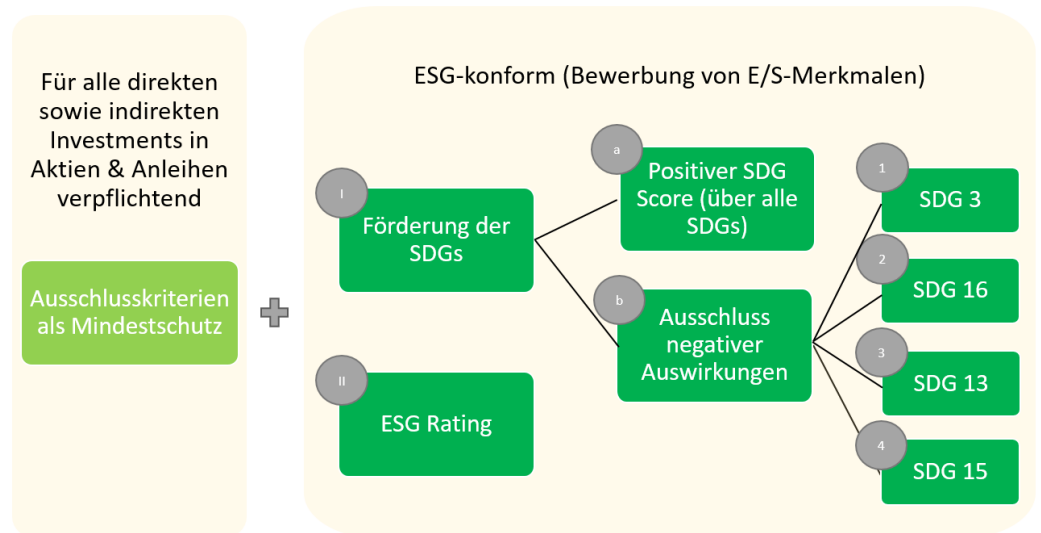 Für alle direkten
sowie indirekten
Investments in
Aktien & Anleihen
verpflichtend
Ausschlusskriterien
als Mindestschutz
ESG-konform (Bewerbung von E/S-Merkmalen)
I
Förderung der
SDGs
II
ESG Rating
a
Positiver SDG
Score (über alle
SDGs)
b
Ausschluss
negativer
Auswirkungen
1
SDG 3
2
SDG 16
3
SDG 13
4
SDG 15